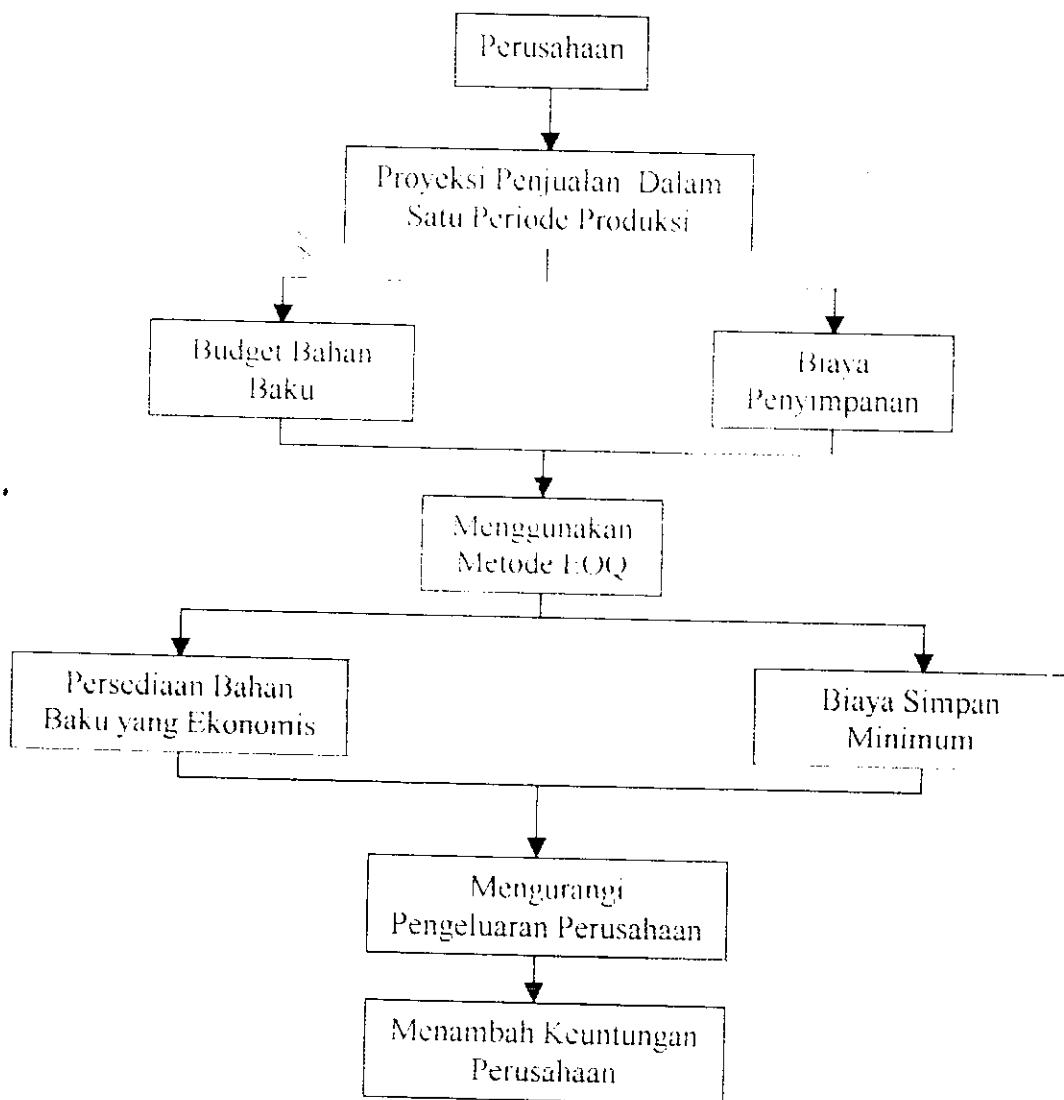 Perusahaan
Proyeksi Penjualan Dalam
Satu Periode Produksi
Budget Bahan
Baku
Biaya
Penyimpanan
Menggunakan
Metode EOQ
Persediaan Bahan
Baku yang Ekonomis
Biaya Simpan
Minimum
Mengurangi
Pengeluaran Perusahaan
Menambah Keuntungan
Perusahaan